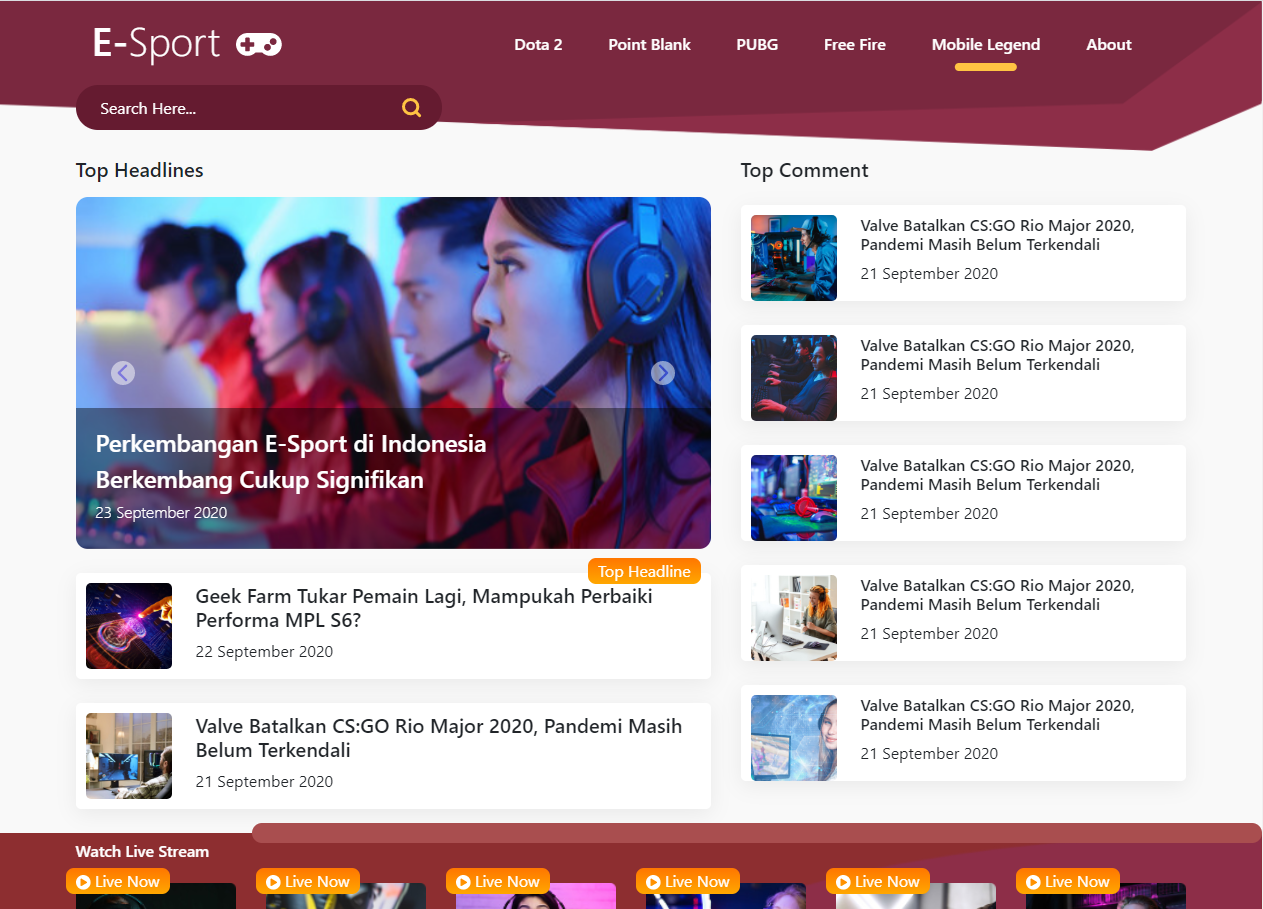 E-Sport
Dota 2
Point Blank
PUBG
Free Fire
Mobile Legend
About
Search Here...
Top Headlines
Perkembangan E-Sport di Indonesia
Berkembang Cukup Signifikan
23 September 2020
Top Headline
Geek Farm Tukar Pemain Lagi, Mampukah Perbaiki
Performa MPL S6?
22 September 2020
Valve Batalkan CS:GO Rio Major 2020, Pandemi Masih
Belum Terkendali
21 September 2020
Top Comment
Valve Batalkan CS:GO Rio Major 2020,
Pandemi Masih Belum Terkendali
21 September 2020
Valve Batalkan CS:GO Rio Major 2020,
Pandemi Masih Belum Terkendali
21 September 2020
Valve Batalkan CS:GO Rio Major 2020,
Pandemi Masih Belum Terkendali
21 September 2020
Valve Batalkan CS:GO Rio Major 2020,
Pandemi Masih Belum Terkendali
21 September 2020
Valve Batalkan CS:GO Rio Major 2020,
Pandemi Masih Belum Terkendali
21 September 2020
Watch Live Stream
Live Now
Live Now
Live Now
Live Now
Live Now
Live Now